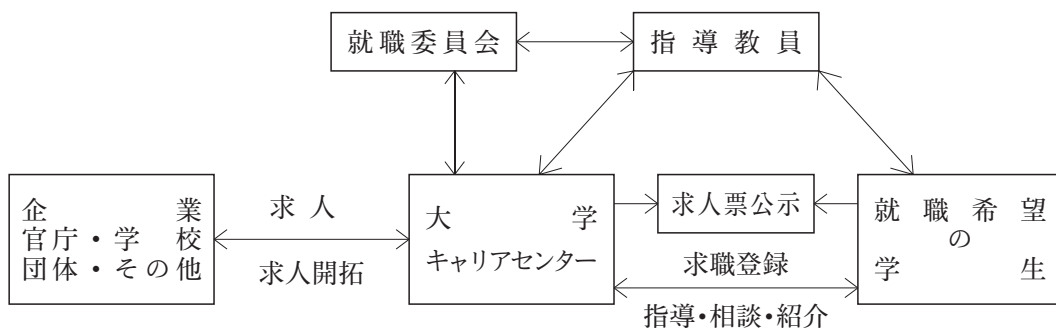 就職委員会
指導教員
企業
官庁・学校
団体・その他
求人
求人開拓
大学
キャリアセンター
求人票公示
求職登録
指導・相談・紹介
就職希望
の
学生